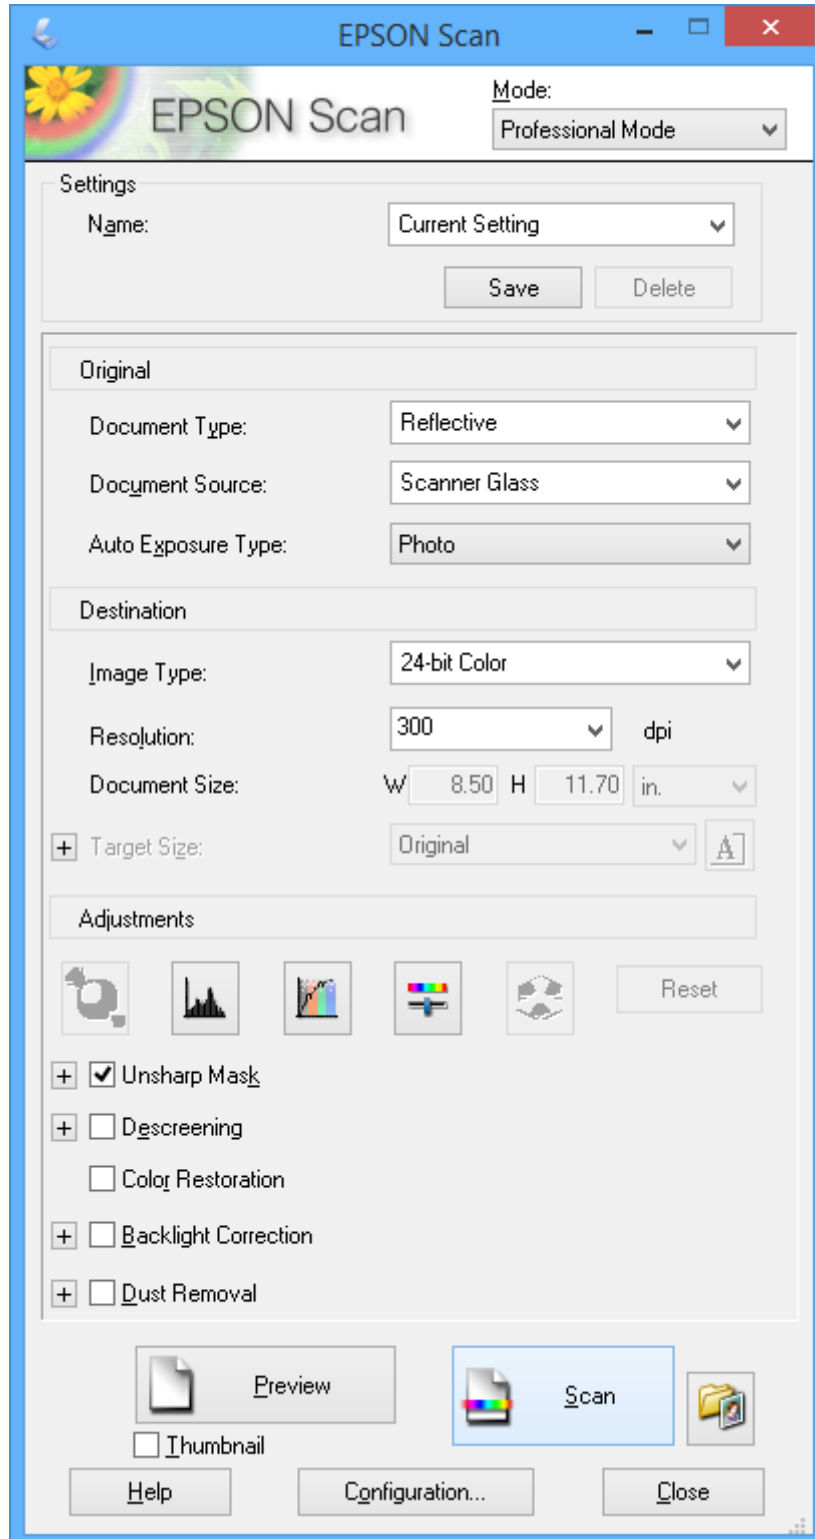 EPSON Scan
EPSON Scan
Mode:
Professional Mode
Settings
Name:
Current Setting
Save
Delete
Original
Document Type:
Reflective
Document Source:
Scanner Glass
Auto Exposure Type:
Photo
Destination
Image Type:
24-bit Color
Resolution:
300
dpi
Document Size:
W 8.50 H 11.70 in.
Target Size:
Original
A
Adjustments
Reset
Unsharp Mask
Descreening
Color Restoration
Backlight Correction
Dust Removal
Preview
Scan
Thumbnail
Help
Configuration...
Close